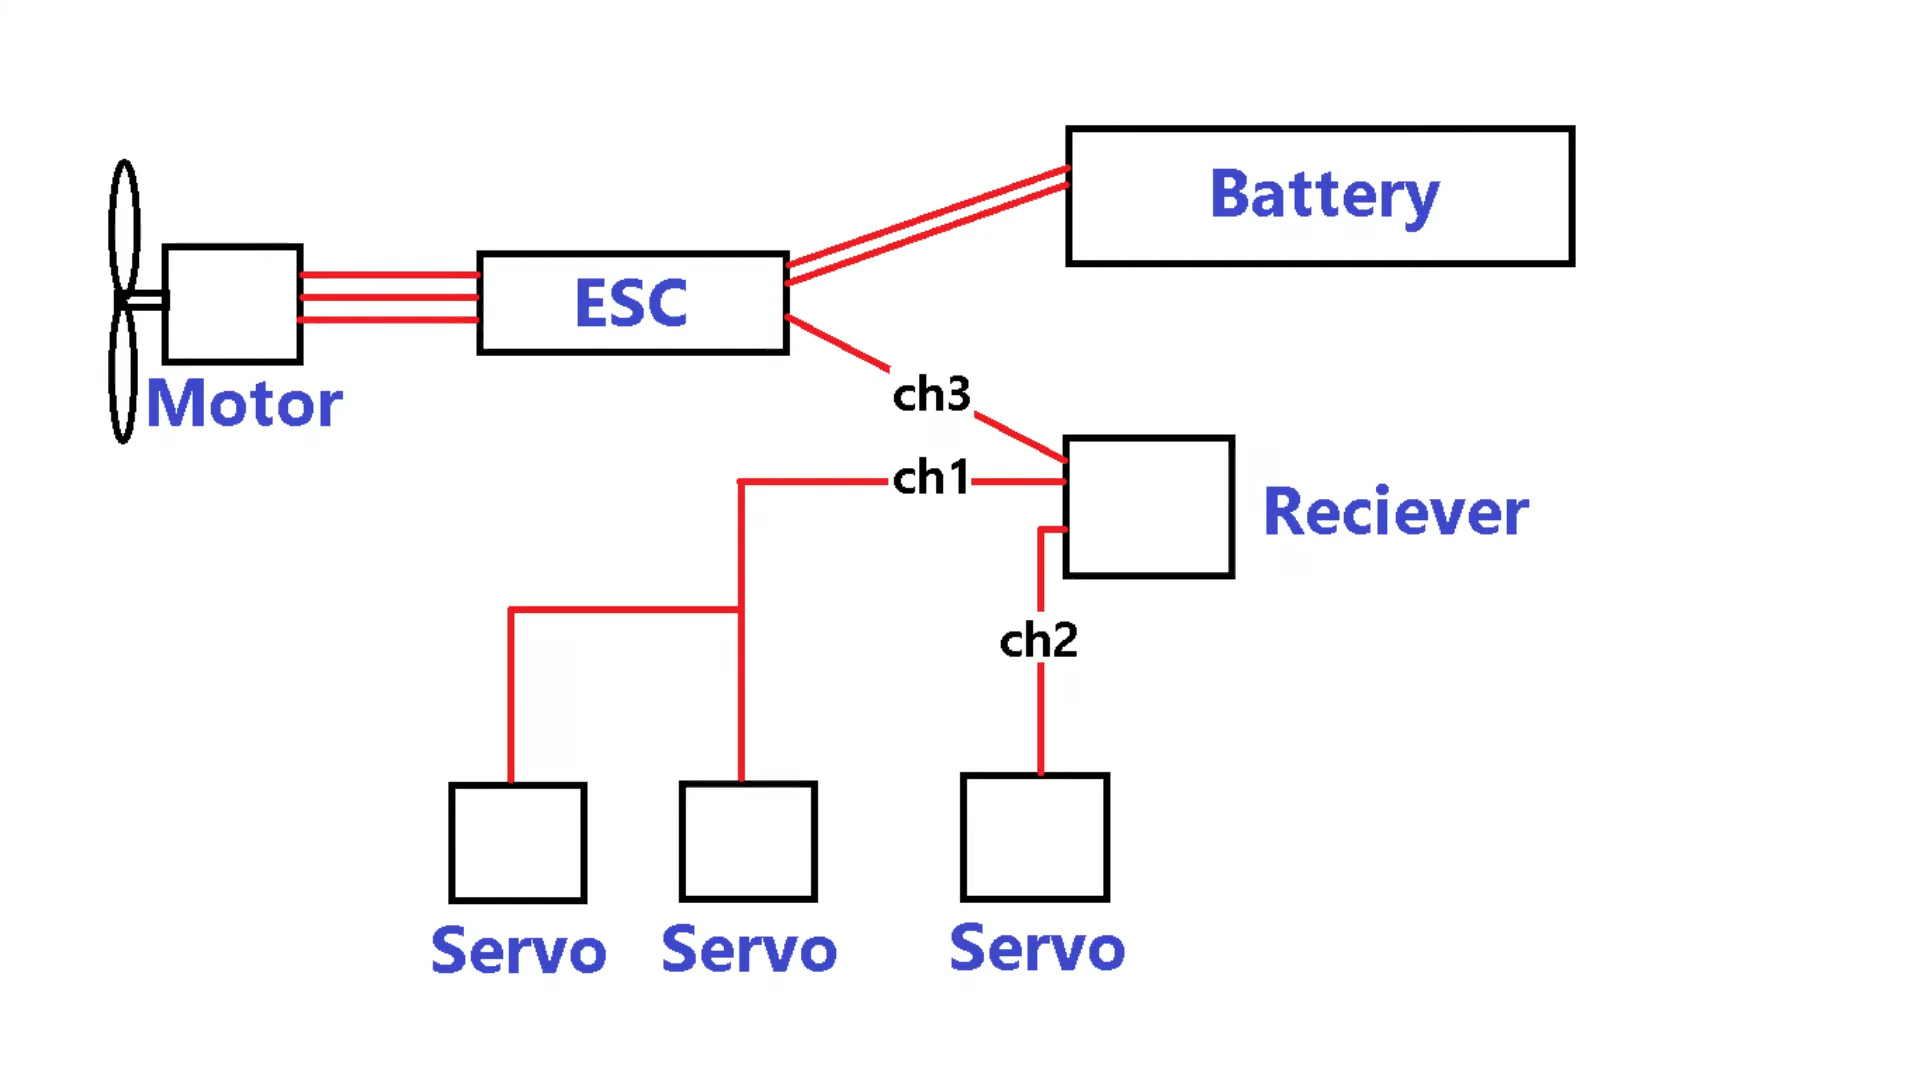 Battery
ESC
Motor
ch3
ch1
Reciever
ch2
Servo
Servo
Servo